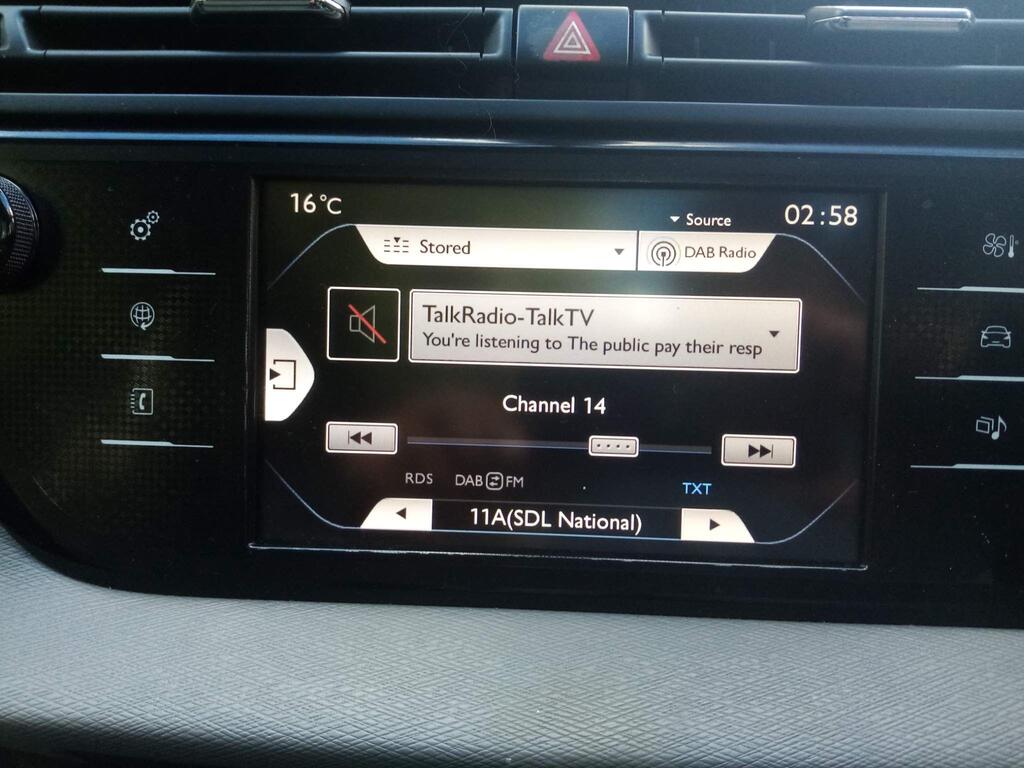 16°C
Source
02:58
Stored
DAB Radio
TalkRadio-TalkTV
You're listening to The public pay their resp
Channel 14
RDS
DAB FM
TXT
11A(SDL National)